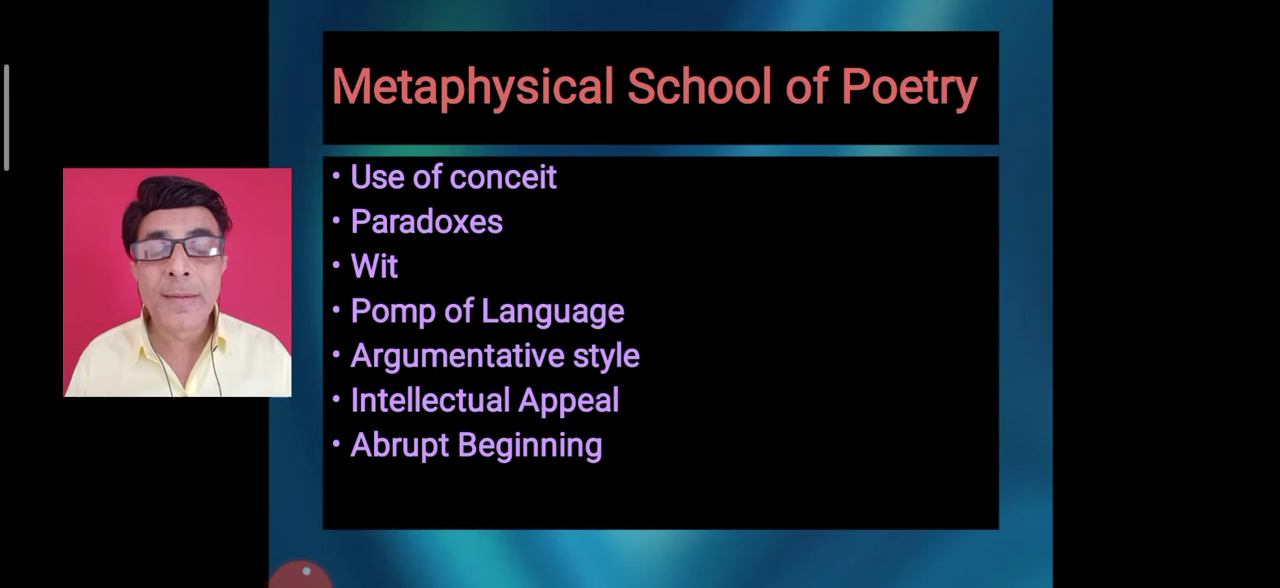 Metaphysical School of Poetry
• Use of conceit
• Paradoxes
• Wit
• Pomp of Language
• Argumentative style
• Intellectual Appeal
• Abrupt Beginning